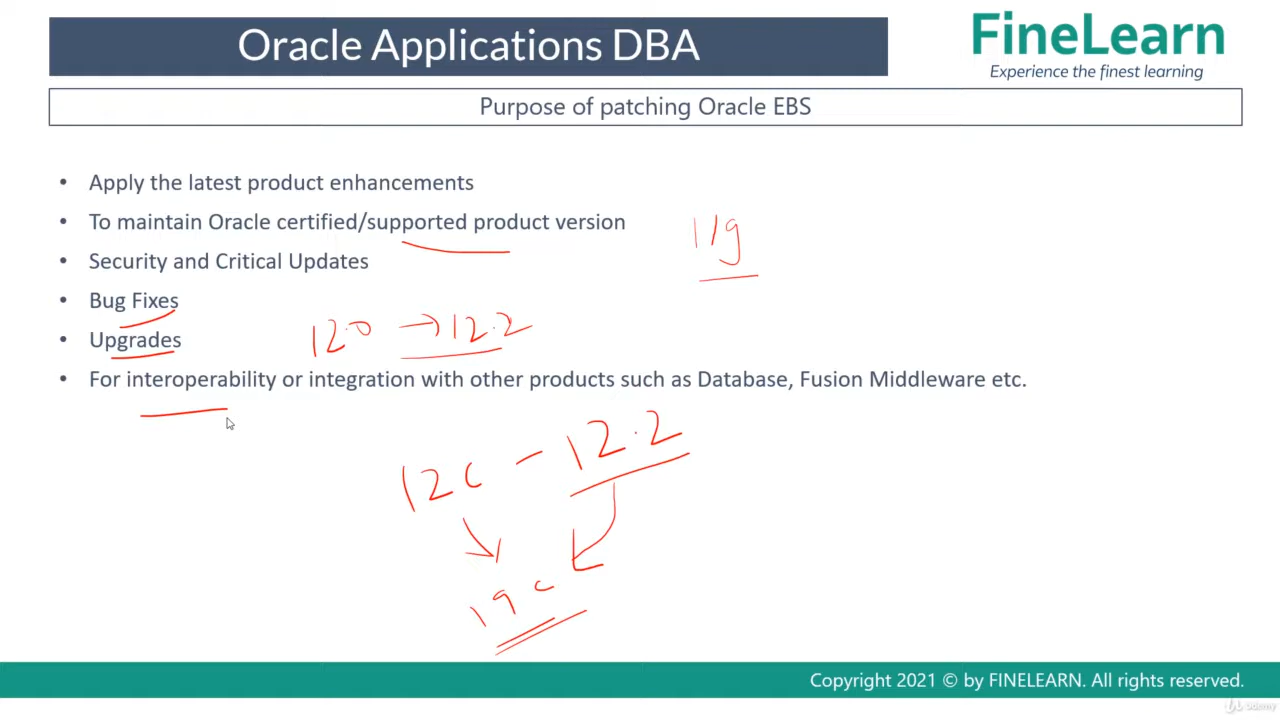 Oracle Applications DBA
FineLearn
Experience the finest learning
Purpose of patching Oracle EBS
• Apply the latest product enhancements
• To maintain Oracle certified/supported product version
11g
• Security and Critical Updates
• Bug Fixes
• Upgrades
12.0 → 12.2
• For interoperability or integration with other products such as Database, Fusion Middleware etc.
12c - 12.2
19c
Copyright 2021 © by FINELEARN. All rights reserved.
Udemy